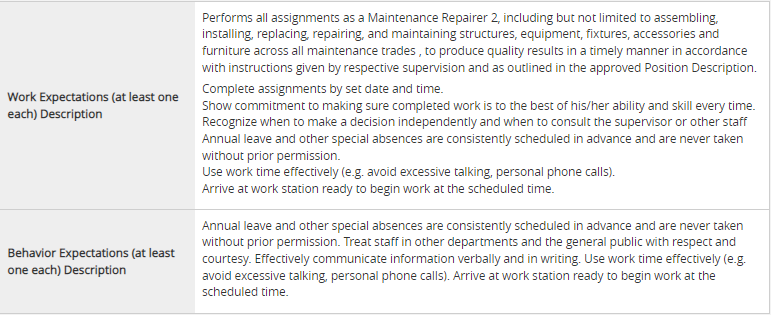 Work Expectations (at least one
each) Description
Performs all assignments as a Maintenance Repairer 2, including but not limited to assembling,
installing, replacing, repairing, and maintaining structures, equipment, fixtures, accessories and
furniture across all maintenance trades , to produce quality results in a timely manner in accordance
with instructions given by respective supervision and as outlined in the approved Position Description.
Complete assignments by set date and time.
Show commitment to making sure completed work is to the best of his/her ability and skill every time.
Recognize when to make a decision independently and when to consult the supervisor or other staff
Annual leave and other special absences are consistently scheduled in advance and are never taken
without prior permission.
Use work time effectively (e.g. avoid excessive talking, personal phone calls).
Arrive at work station ready to begin work at the scheduled time.
Behavior Expectations (at least
one each) Description
Annual leave and other special absences are consistently scheduled in advance and are never taken
without prior permission. Treat staff in other departments and the general public with respect and
courtesy. Effectively communicate information verbally and in writing. Use work time effectively (e.g.
avoid excessive talking, personal phone calls). Arrive at work station ready to begin work at the
scheduled time.